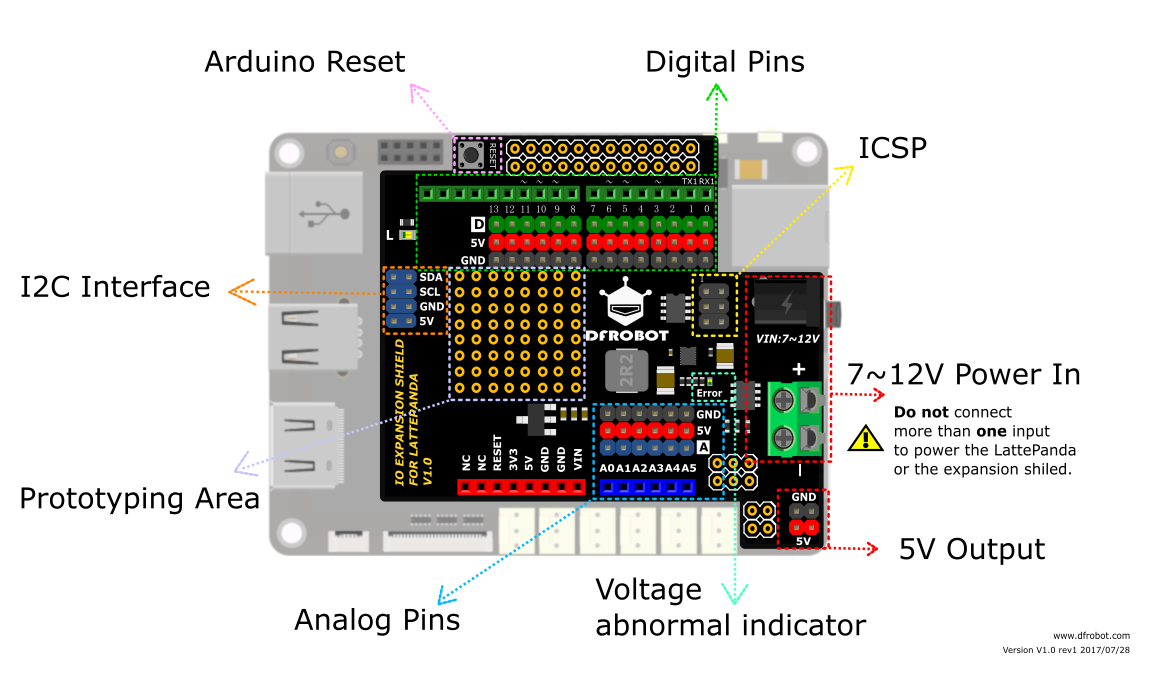 Arduino Reset
Digital Pins
ICSP
RESET
~ ~ ~ ~ ~ ~ TX1 RX1
13 12 11 10 9 8 7 6 5 4 3 2 1 0
D
L
5V
GND
I2C Interface
SDA
SCL
GND
5V
DFROBOT
VIN:7~12V
2R2
+
7~12V Power In
Error
Do not connect
more than one input
to power the LattePanda
or the expansion shiled.
IO EXPANSION SHIELD
FOR LATTEPANDA
V1.0
GND
5V
A
NC NC RESET 3V3 5V GND GND VIN
A0 A1 A2 A3 A4 A5
Prototyping Area
GND
5V
5V Output
Voltage
abnormal indicator
Analog Pins
www.dfrobot.com
Version V1.0 rev1 2017/07/28